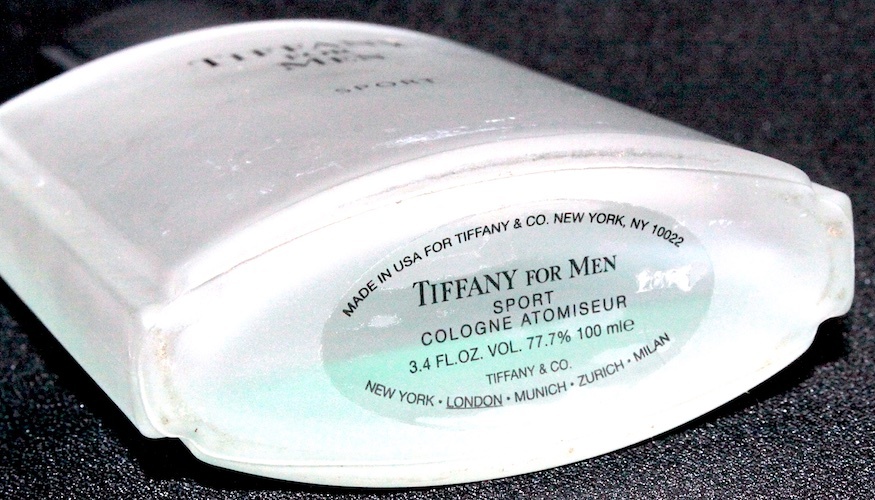 TIFFANY
FOR
MEN
SPORT
MADE IN USA FOR TIFFANY & CO. NEW YORK, NY 10022
TIFFANY FOR MEN
SPORT
COLOGNE ATOMISEUR
3.4 FL.OZ. VOL. 77.7% 100 ml℮
TIFFANY & CO.
NEW YORK • LONDON • MUNICH • ZURICH • MILAN